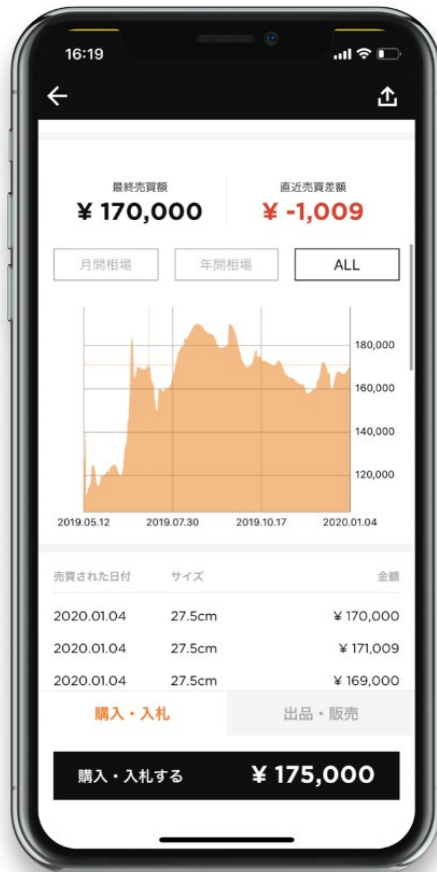 16:19
最終売買額
¥ 170,000
直近売買差額
¥ -1,009
月間相場
年間相場
ALL
180,000
160,000
140,000
120,000
2019.05.12
2019.07.30
2019.10.17
2020.01.04
売買された日付 サイズ 金額
2020.01.04 27.5cm ¥ 170,000
2020.01.04 27.5cm ¥ 171,009
2020.01.04 27.5cm ¥ 169,000
購入・入札
出品・販売
購入・入札する ¥ 175,000